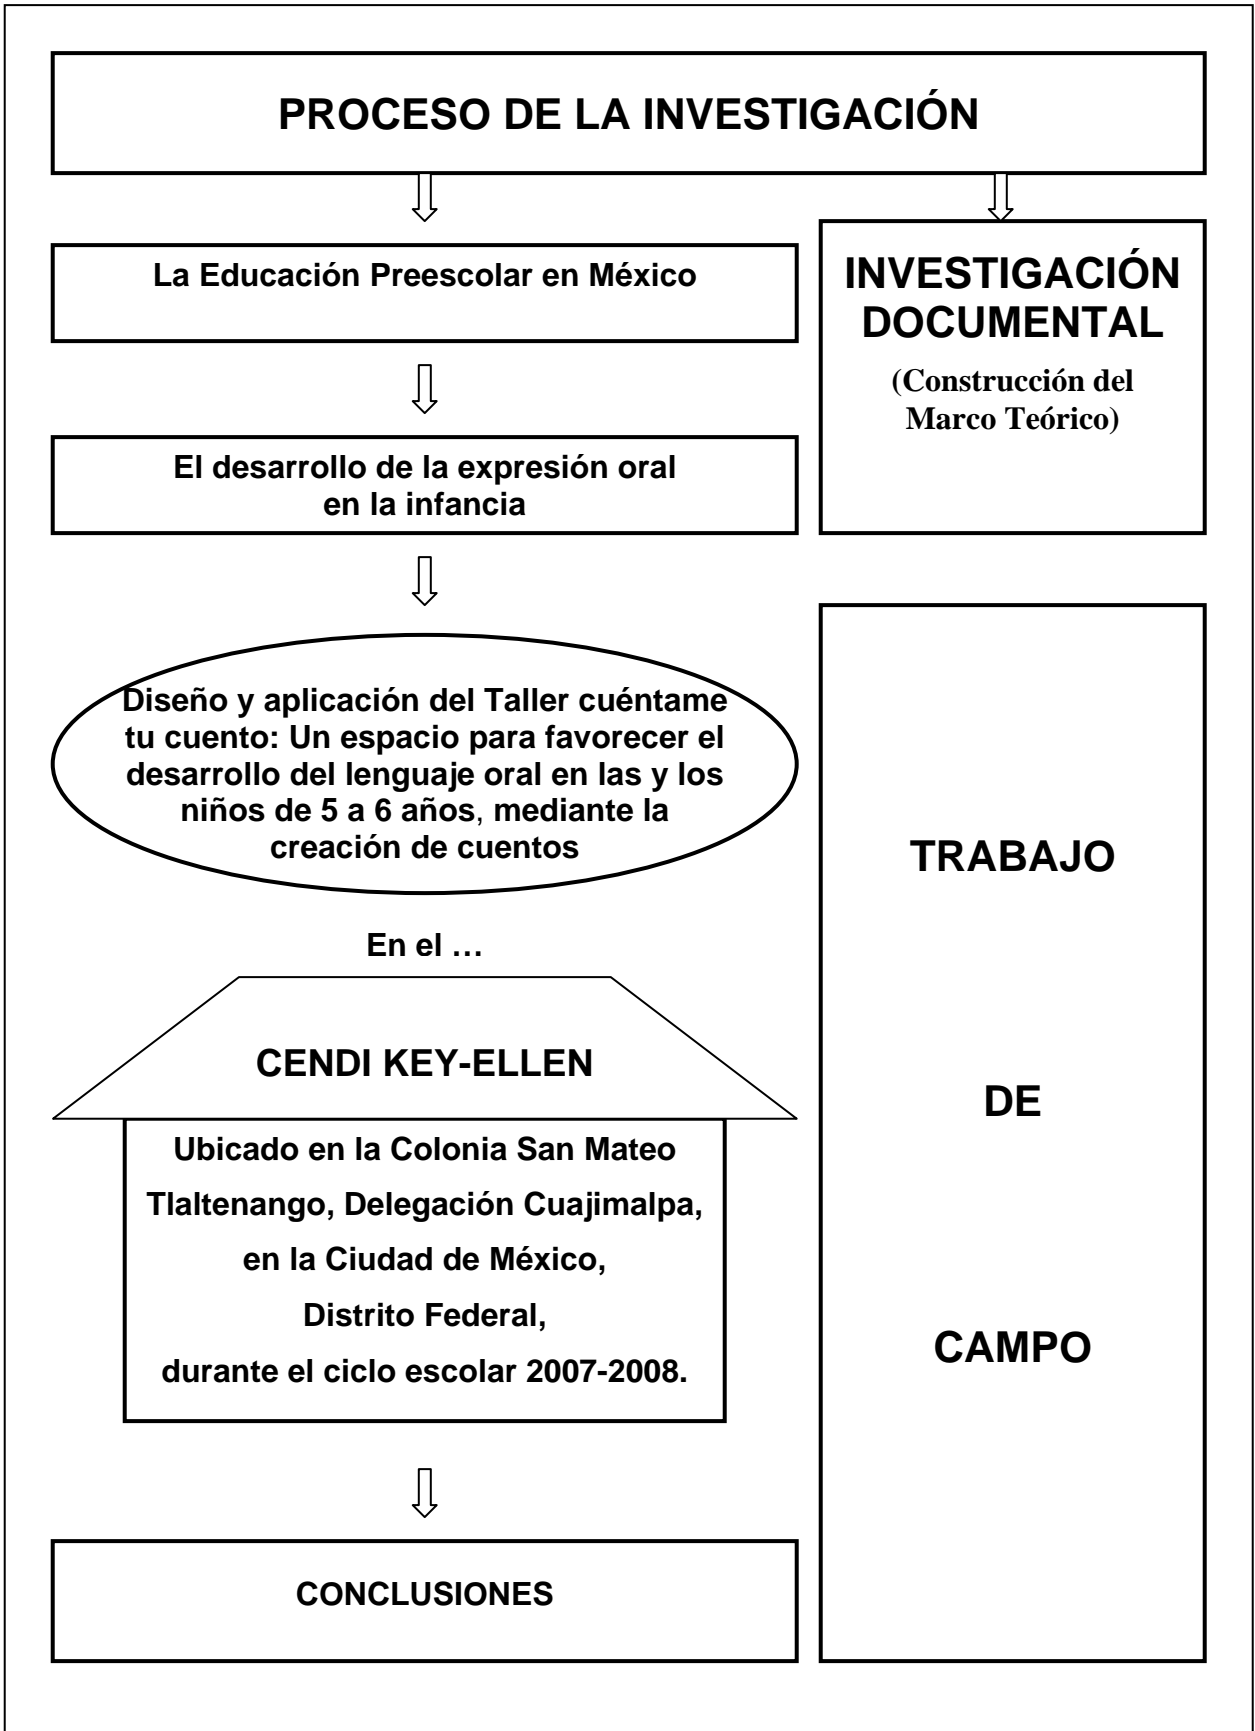 PROCESO DE LA INVESTIGACIÓN
La Educación Preescolar en México
El desarrollo de la expresión oral
en la infancia
INVESTIGACIÓN
DOCUMENTAL
(Construcción del
Marco Teórico)
Diseño y aplicación del Taller cuéntame
tu cuento: Un espacio para favorecer el
desarrollo del lenguaje oral en las y los
niños de 5 a 6 años, mediante la
creación de cuentos
En el …
CENDI KEY-ELLEN
Ubicado en la Colonia San Mateo
Tlaltenango, Delegación Cuajimalpa,
en la Ciudad de México,
Distrito Federal,
durante el ciclo escolar 2007-2008.
CONCLUSIONES
TRABAJO
DE
CAMPO